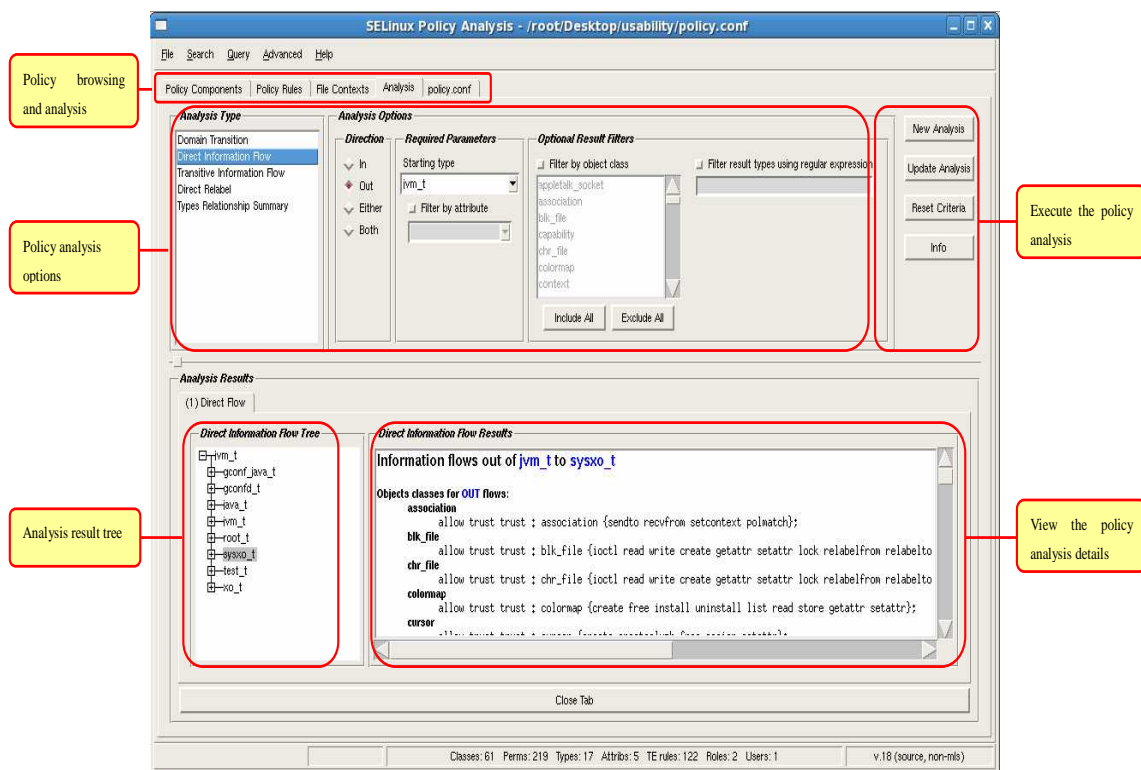 SELinux Policy Analysis - /root/Desktop/usability/policy.conf
File Search Query Advanced Help
Policy browsing
and analysis
Policy Components Policy Rules File Contexts Analysis policy.conf
Analysis Type
Domain Transition
Direct Information Flow
Transitive Information Flow
Direct Relabel
Types Relationship Summary
Policy analysis
options
Analysis Options
Direction
In
Out
Either
Both
Required Parameters
Starting type
jvm_t
Filter by attribute
Optional Result Filters
Filter by object class
appletalk_socket
association
blk_file
capability
chr_file
colormap
context
Include All Exclude All
Filter result types using regular expression
New Analysis
Update Analysis
Reset Criteria
Info
Execute the policy
analysis
Analysis Results
(1) Direct Flow
Direct Information Flow Tree
jvm_t
gconf_java_t
gconfd_t
java_t
jvm_t
root_t
sysxo_t
test_t
xo_t
Analysis result tree
Direct Information Flow Results
Information flows out of jvm_t to sysxo_t
Objects classes for OUT flows:
association
allow trust trust : association {sendto recvfrom setcontext polmatch};
blk_file
allow trust trust : blk_file {ioctl read write create getattr setattr lock relabelfrom relabelto
chr_file
allow trust trust : chr_file {ioctl read write create getattr setattr lock relabelfrom relabelto
colormap
allow trust trust : colormap {create free install uninstall list read store getattr setattr};
cursor
View the policy
analysis details
Close Tab
Classes: 61 Perms: 219 Types: 17 Attribs: 5 TE rules: 122 Roles: 2 Users: 1
v.18 (source, non-mls)